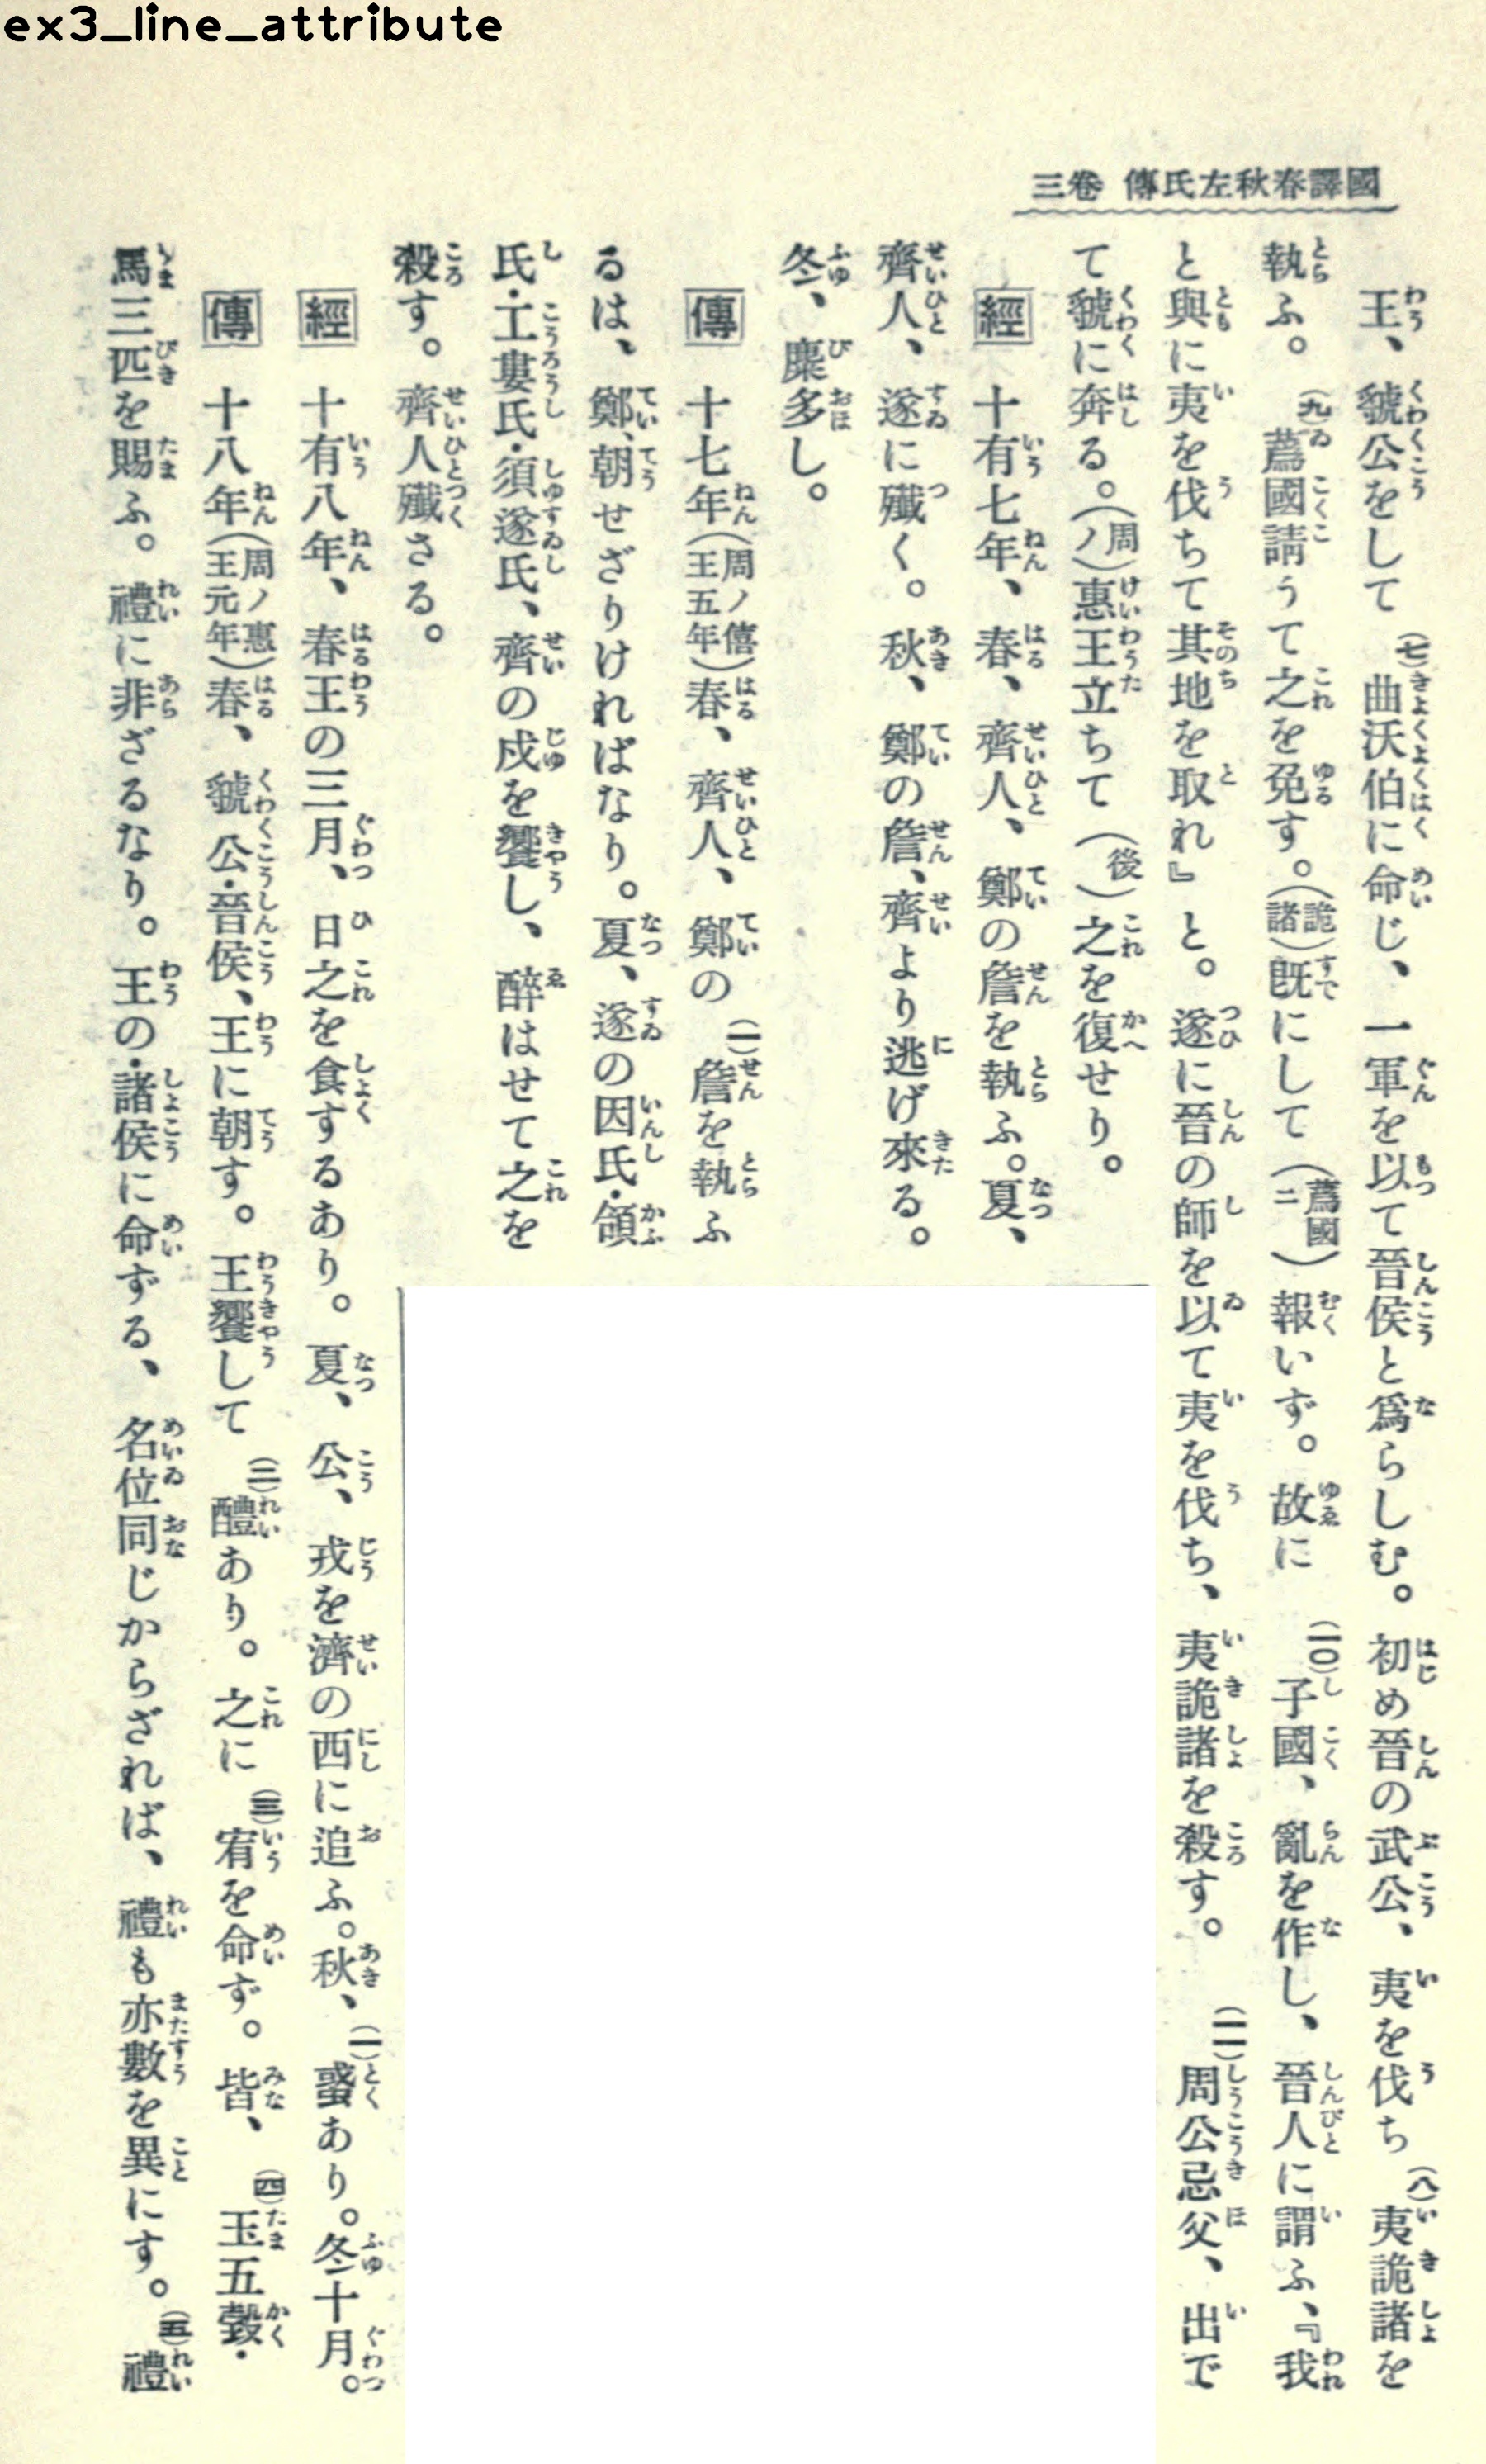 ex3_line_attribute
國譯春秋左氏傳 卷三
王、虢公をして(七)曲沃伯に命じ、一軍を以て晉侯と爲らしむ。初め晉の武公、夷を伐ち(八)夷詭諸を
執ふ。(九)蔿國請うて之を免す。(詭諸)既にして(蔿國ニ)報いず。故に(一〇)子國、亂を作し、晉人に謂ふ、『我
と與に夷を伐ちて其地を取れ』と。遂に晉の師を以て夷を伐ち、夷詭諸を殺す。(一一)周公忌父、出で
て虢に奔る。(周ノ)惠王立ちて(後)之を復せり。
經 十有七年、春、齊人、鄭の詹を執ふ。夏、
齊人、遂に殲く。秋、鄭の詹、齊より逃げ來る。
冬、麋多し。
傳 十七年(周ノ僖王五年)春、齊人、鄭の(一)詹を執ふ
るは、鄭、朝せざりければなり。夏、遂の因氏・頜
氏・工婁氏・須遂氏、齊の戍を饗し、醉はせて之を
殺す。齊人殲さる。
經 十有八年、春王の三月、日之を食するあり。夏、公、戎を濟の西に追ふ。秋、(一)蜮あり。冬十月。
傳 十八年(周ノ惠王元年)春、虢公・晉侯、王に朝す。王饗して(二)醴あり。之に(三)宥を命ず。皆、(四)玉五瑴・
馬三匹を賜ふ。禮に非ざるなり。王の・諸侯に命ずる、名位同じからざれば、禮も亦數を異にす。(五)禮